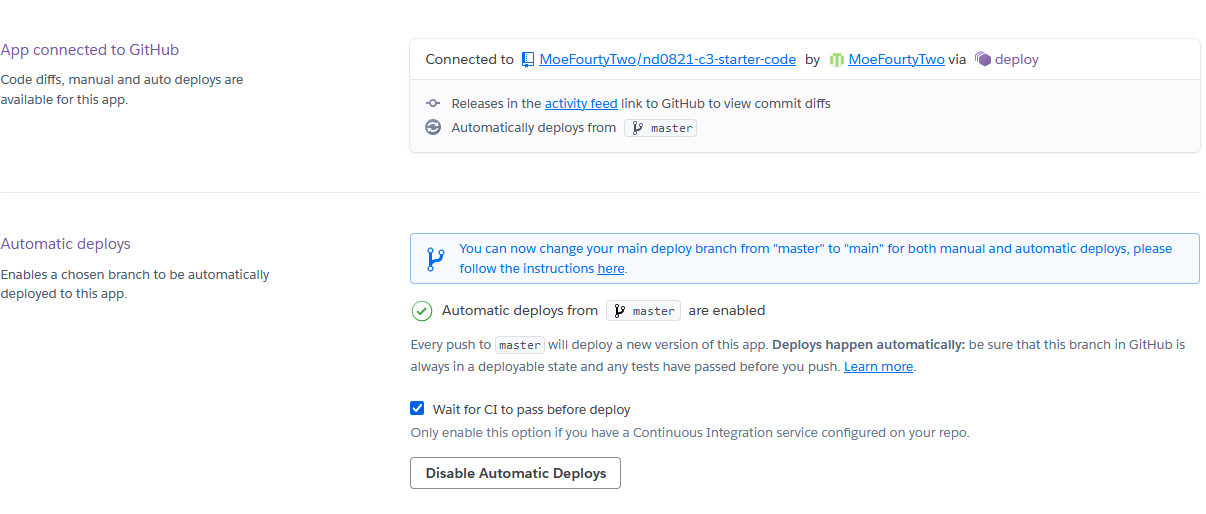 App connected to GitHub
Code diffs, manual and auto deploys are
available for this app.
Connected to MoeFourtyTwo/nd0821-c3-starter-code by MoeFourtyTwo via deploy
Releases in the activity feed link to GitHub to view commit diffs
Automatically deploys from master
Automatic deploys
Enables a chosen branch to be automatically
deployed to this app.
You can now change your main deploy branch from "master" to "main" for both manual and automatic deploys, please
follow the instructions here.
Automatic deploys from master are enabled
Every push to master will deploy a new version of this app. Deploys happen automatically: be sure that this branch in GitHub is
always in a deployable state and any tests have passed before you push. Learn more.
Wait for CI to pass before deploy
Only enable this option if you have a Continuous Integration service configured on your repo.
Disable Automatic Deploys